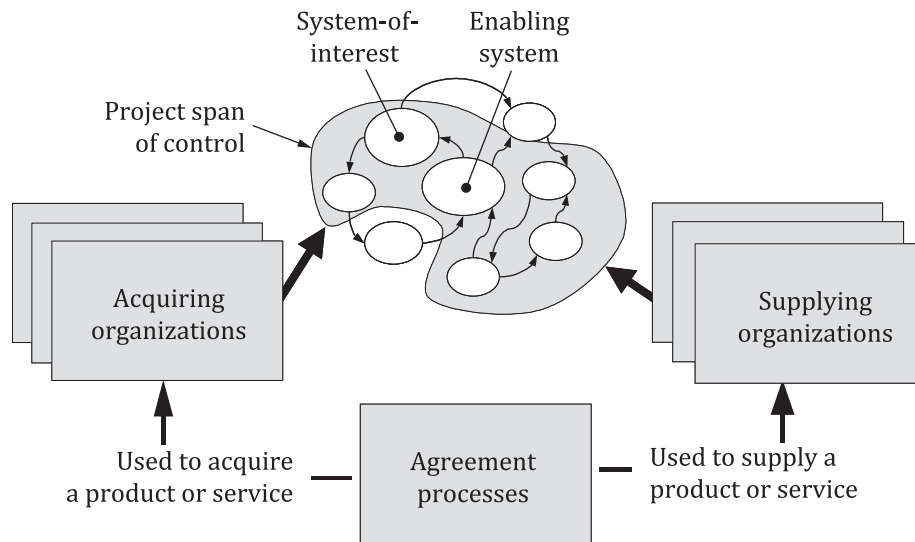 System-of-
interest
Enabling
system
Project span
of control
Acquiring
organizations
Supplying
organizations
Used to acquire
a product or service
Agreement
processes
Used to supply a
product or service